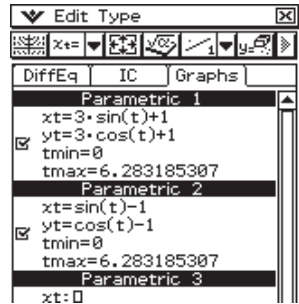 Edit Type
DiffEq IC Graphs
Parametric 1
xt=3·sin(t)+1
yt=3·cos(t)+1
tmin=0
tmax=6.283185307
Parametric 2
xt=sin(t)-1
yt=cos(t)-1
tmin=0
tmax=6.283185307
Parametric 3
xt: